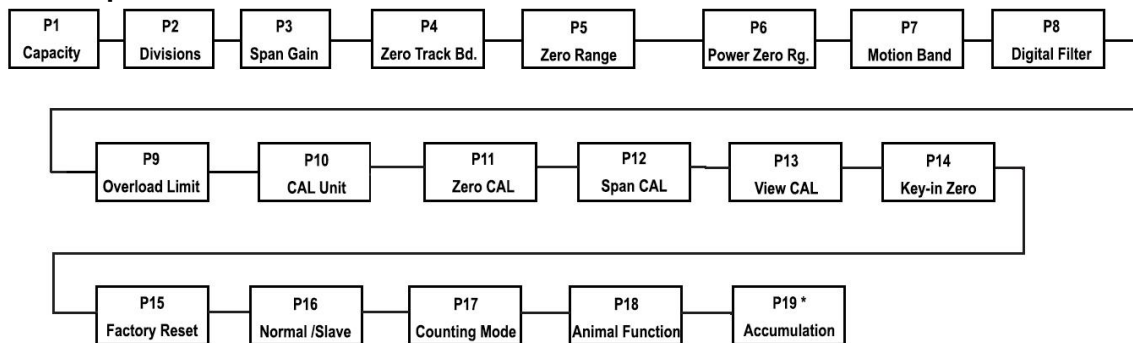 P1
Capacity
P2
Divisions
P3
Span Gain
P4
Zero Track Bd.
P5
Zero Range
P6
Power Zero Rg.
P7
Motion Band
P8
Digital Filter
P9
Overload Limit
P10
CAL Unit
P11
Zero CAL
P12
Span CAL
P13
View CAL
P14
Key-in Zero
P15
Factory Reset
P16
Normal /Slave
P17
Counting Mode
P18
Animal Function
P19 *
Accumulation